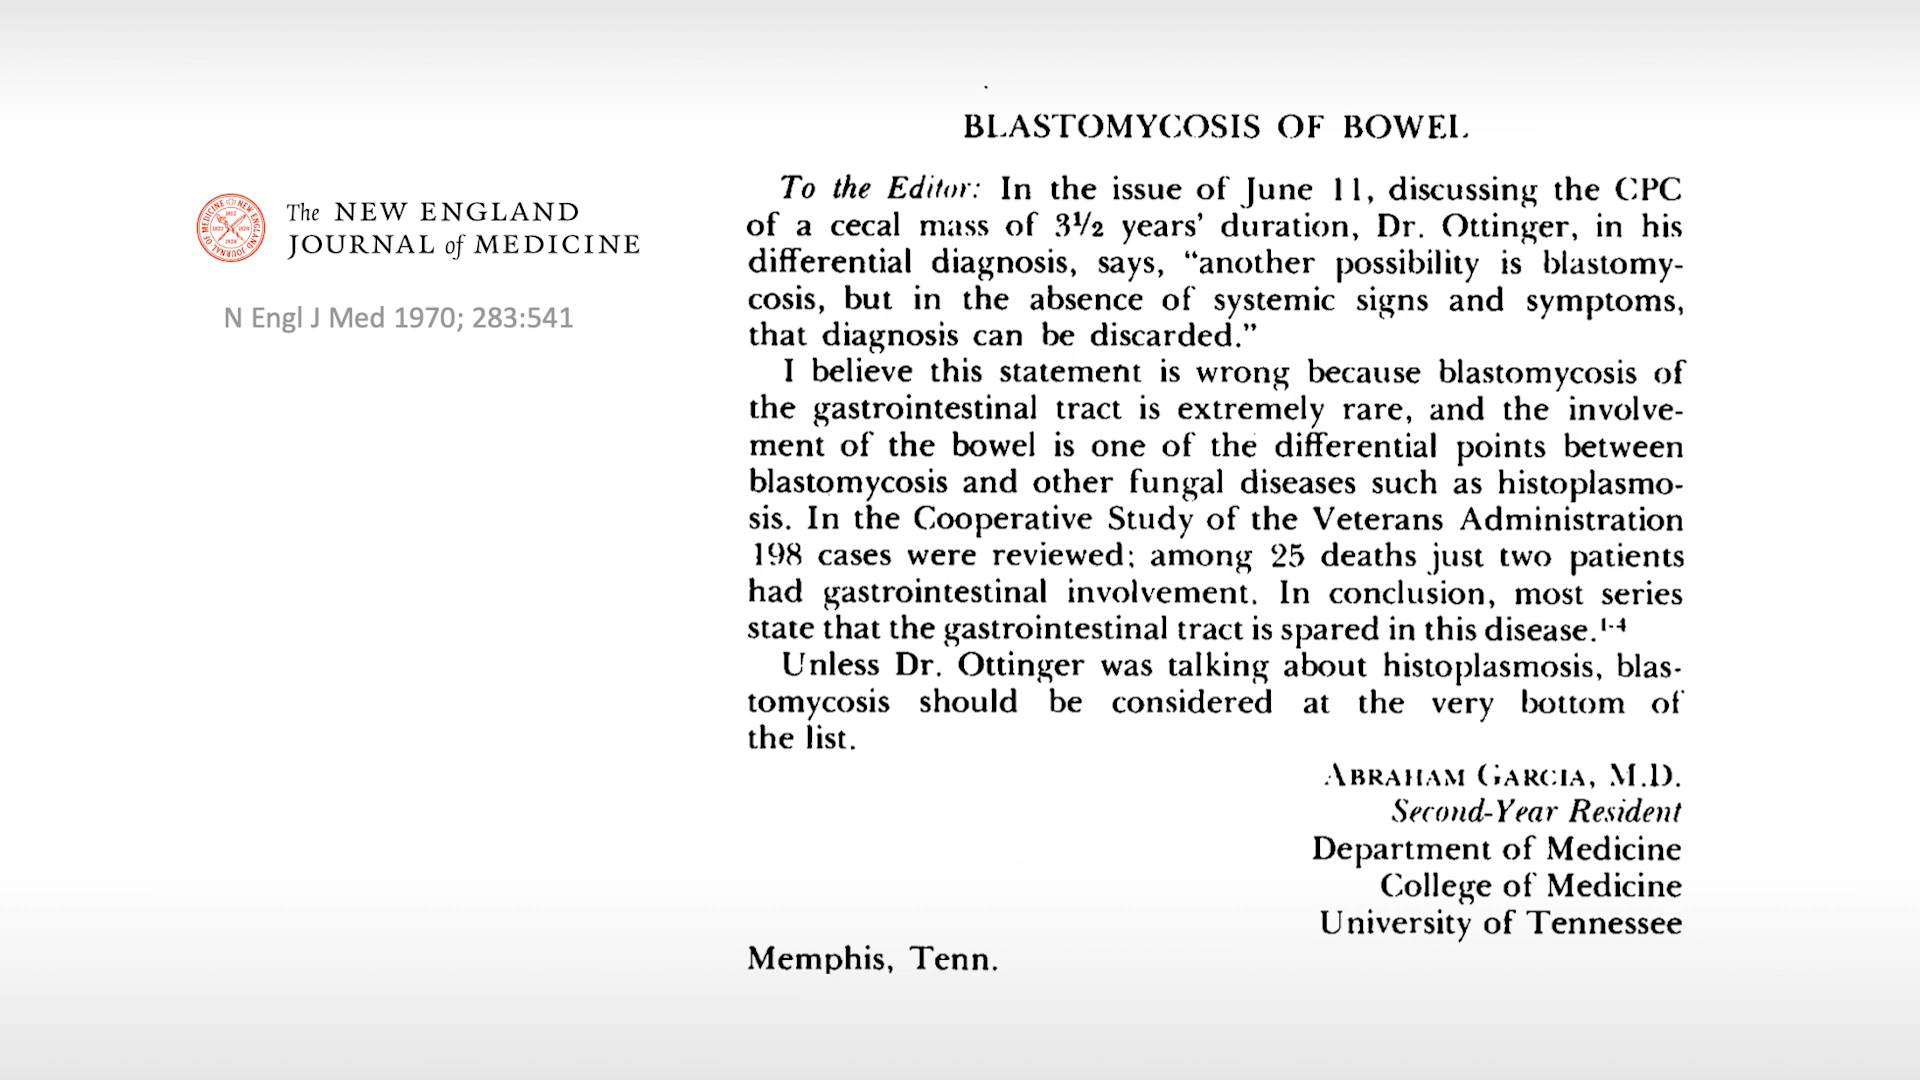 The NEW ENGLAND
JOURNAL of MEDICINE
N Engl J Med 1970; 283:541
BLASTOMYCOSIS OF BOWEL
To the Editor: In the issue of June 11, discussing the CPC
of a cecal mass of 3½ years’ duration, Dr. Ottinger, in his
differential diagnosis, says, “another possibility is blastomy-
cosis, but in the absence of systemic signs and symptoms,
that diagnosis can be discarded.”
I believe this statement is wrong because blastomycosis of
the gastrointestinal tract is extremely rare, and the involve-
ment of the bowel is one of the differential points between
blastomycosis and other fungal diseases such as histoplasmo-
sis. In the Cooperative Study of the Veterans Administration
198 cases were reviewed; among 25 deaths just two patients
had gastrointestinal involvement. In conclusion, most series
state that the gastrointestinal tract is spared in this disease.¹⁻⁴
Unless Dr. Ottinger was talking about histoplasmosis, blas-
tomycosis should be considered at the very bottom of
the list.
ABRAHAM GARCIA, M.D.
Second-Year Resident
Department of Medicine
College of Medicine
University of Tennessee
Memphis, Tenn.